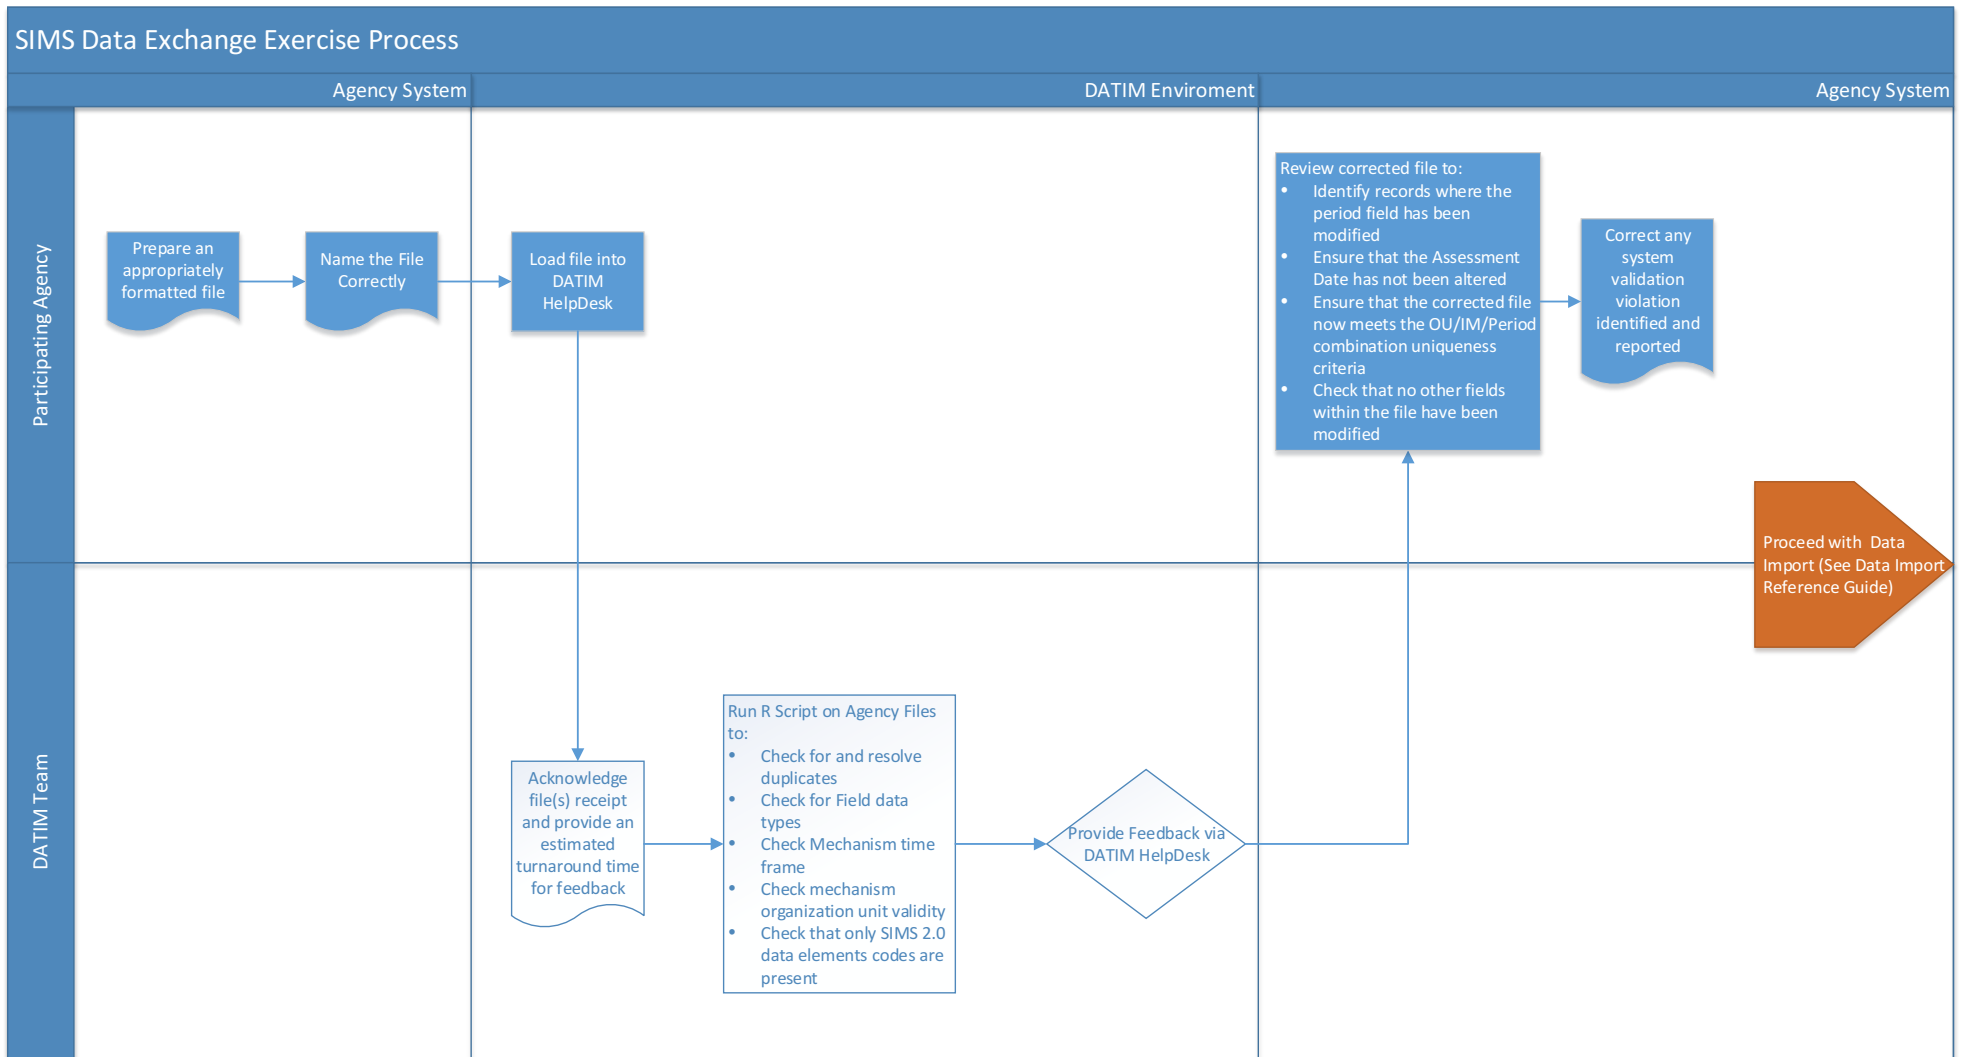 SIMS Data Exchange Exercise Process
Agency System
DATIM Enviroment
Agency System
Participating Agency
Prepare an
appropriately
formatted file
Name the File
Correctly
Load file into
DATIM
HelpDesk
Review corrected file to:
• Identify records where the
period field has been
modified
• Ensure that the Assessment
Date has not been altered
• Ensure that the corrected file
now meets the OU/IM/Period
combination uniqueness
criteria
• Check that no other fields
within the file have been
modified
Correct any
system
validation
violation
identified and
reported
Proceed with Data
Import (See Data Import
Reference Guide)
DATIM Team
Acknowledge
file(s) receipt
and provide an
estimated
turnaround time
for feedback
Run R Script on Agency Files
to:
• Check for and resolve
duplicates
• Check for Field data
types
• Check Mechanism time
frame
• Check mechanism
organization unit validity
• Check that only SIMS 2.0
data elements codes are
present
Provide Feedback via
DATIM HelpDesk